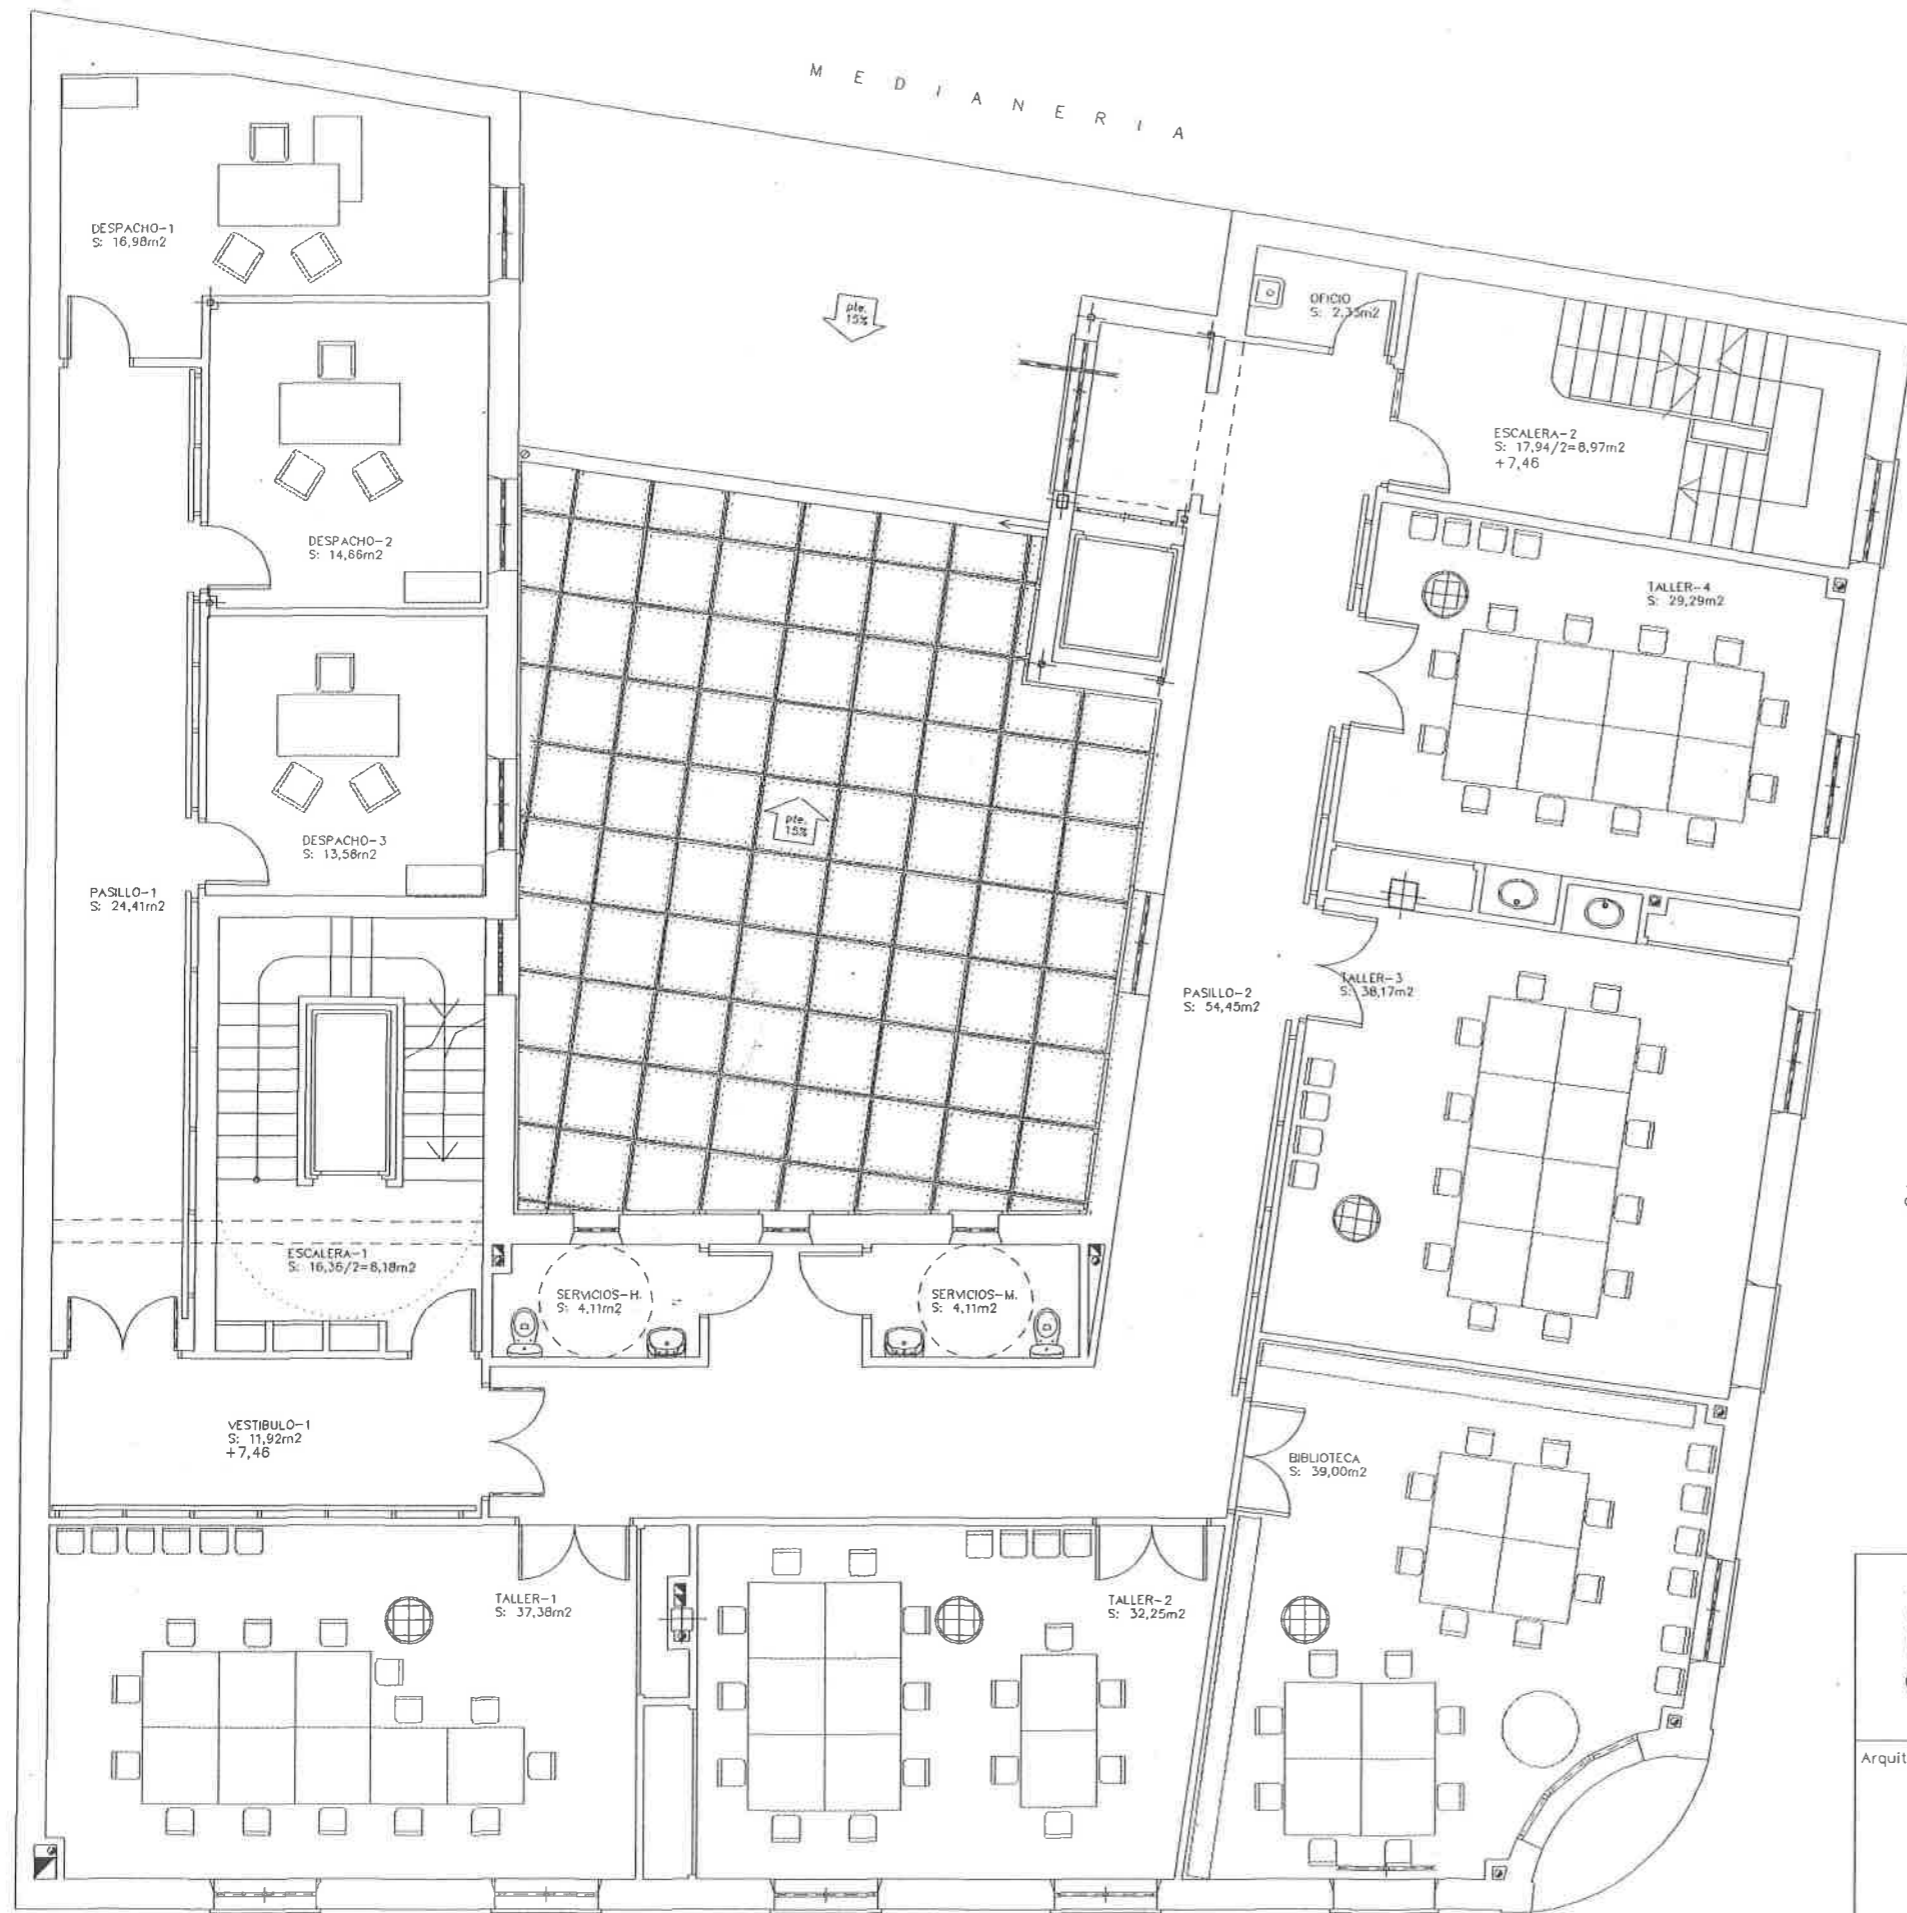 M E D I A N E R I A
DESPACHO-1
S: 16,98m2
pte.
15%
OFICIO
S: 2,35m2
ESCALERA-2
S: 17,94/2=8,97m2
+7,46
DESPACHO-2
S: 14,66m2
TALLER-4
S: 29,29m2
pte.
15%
DESPACHO-3
S: 13,58m2
PASILLO-1
S: 24,41m2
PASILLO-2
S: 54,45m2
TALLER-3
S: 38,17m2
ESCALERA-1
S: 16,36/2=8,18m2
SERVICIOS-H.
S: 4,11m2
SERVICIOS-M.
S: 4,11m2
VESTIBULO-1
S: 11,92m2
+7,46
BIBLIOTECA
S: 39,00m2
TALLER-1
S: 37,38m2
TALLER-2
S: 32,25m2
Arquit